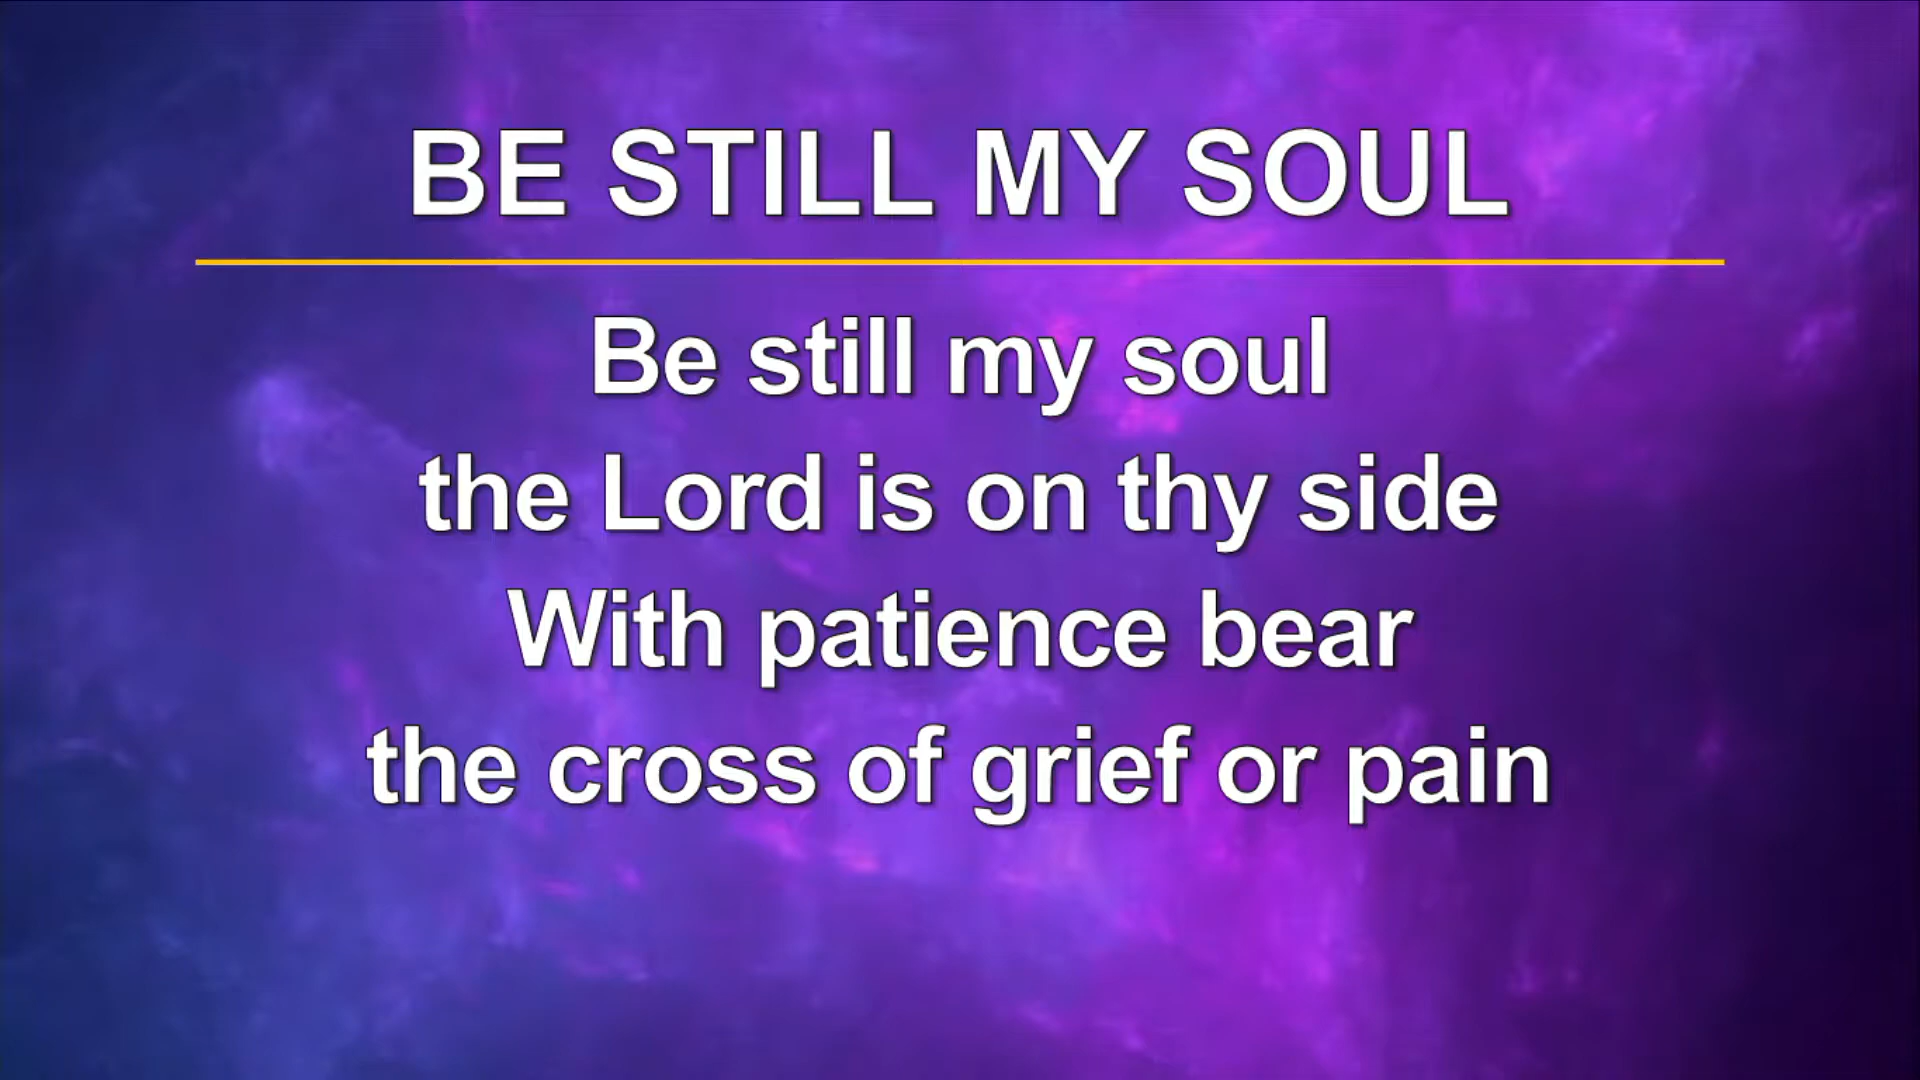 BE STILL MY SOUL
Be still my soul
the Lord is on thy side
With patience bear
the cross of grief or pain